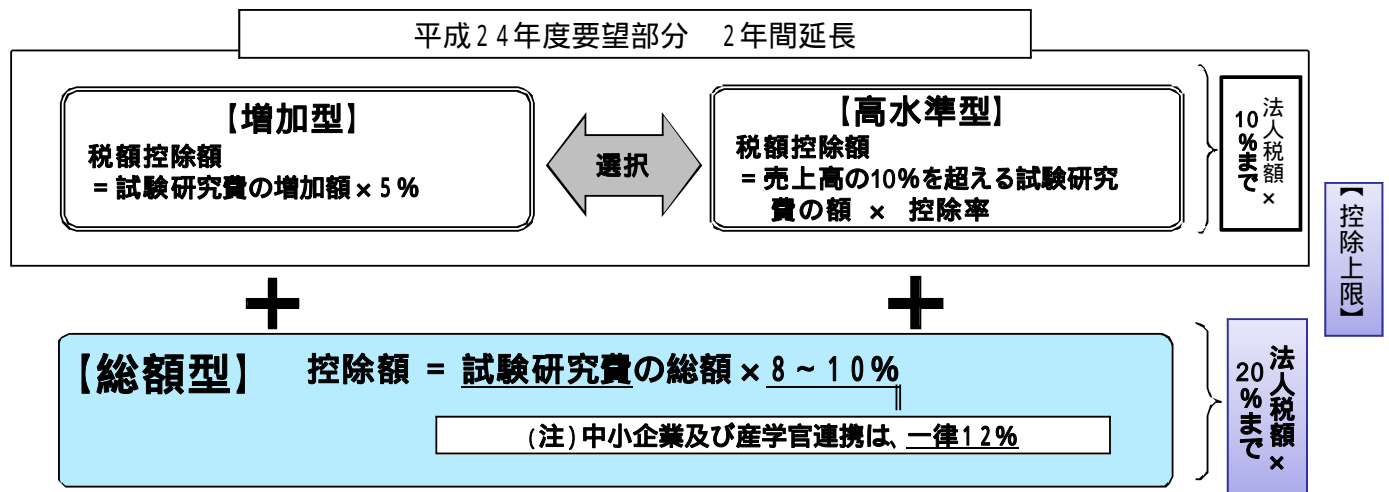 平成24年度要望部分　2年間延長
【増加型】
税額控除額
=試験研究費の増加額×5%
選択
【高水準型】
税額控除額
=売上高の10%を超える試験研究
費の額 × 控除率
法人税額×
10%まで
【控除上限】
+
+
【総額型】 控除額 = 試験研究費の総額×8~10%
(注)中小企業及び産学官連携は、一律12%
法人税額×
20%まで